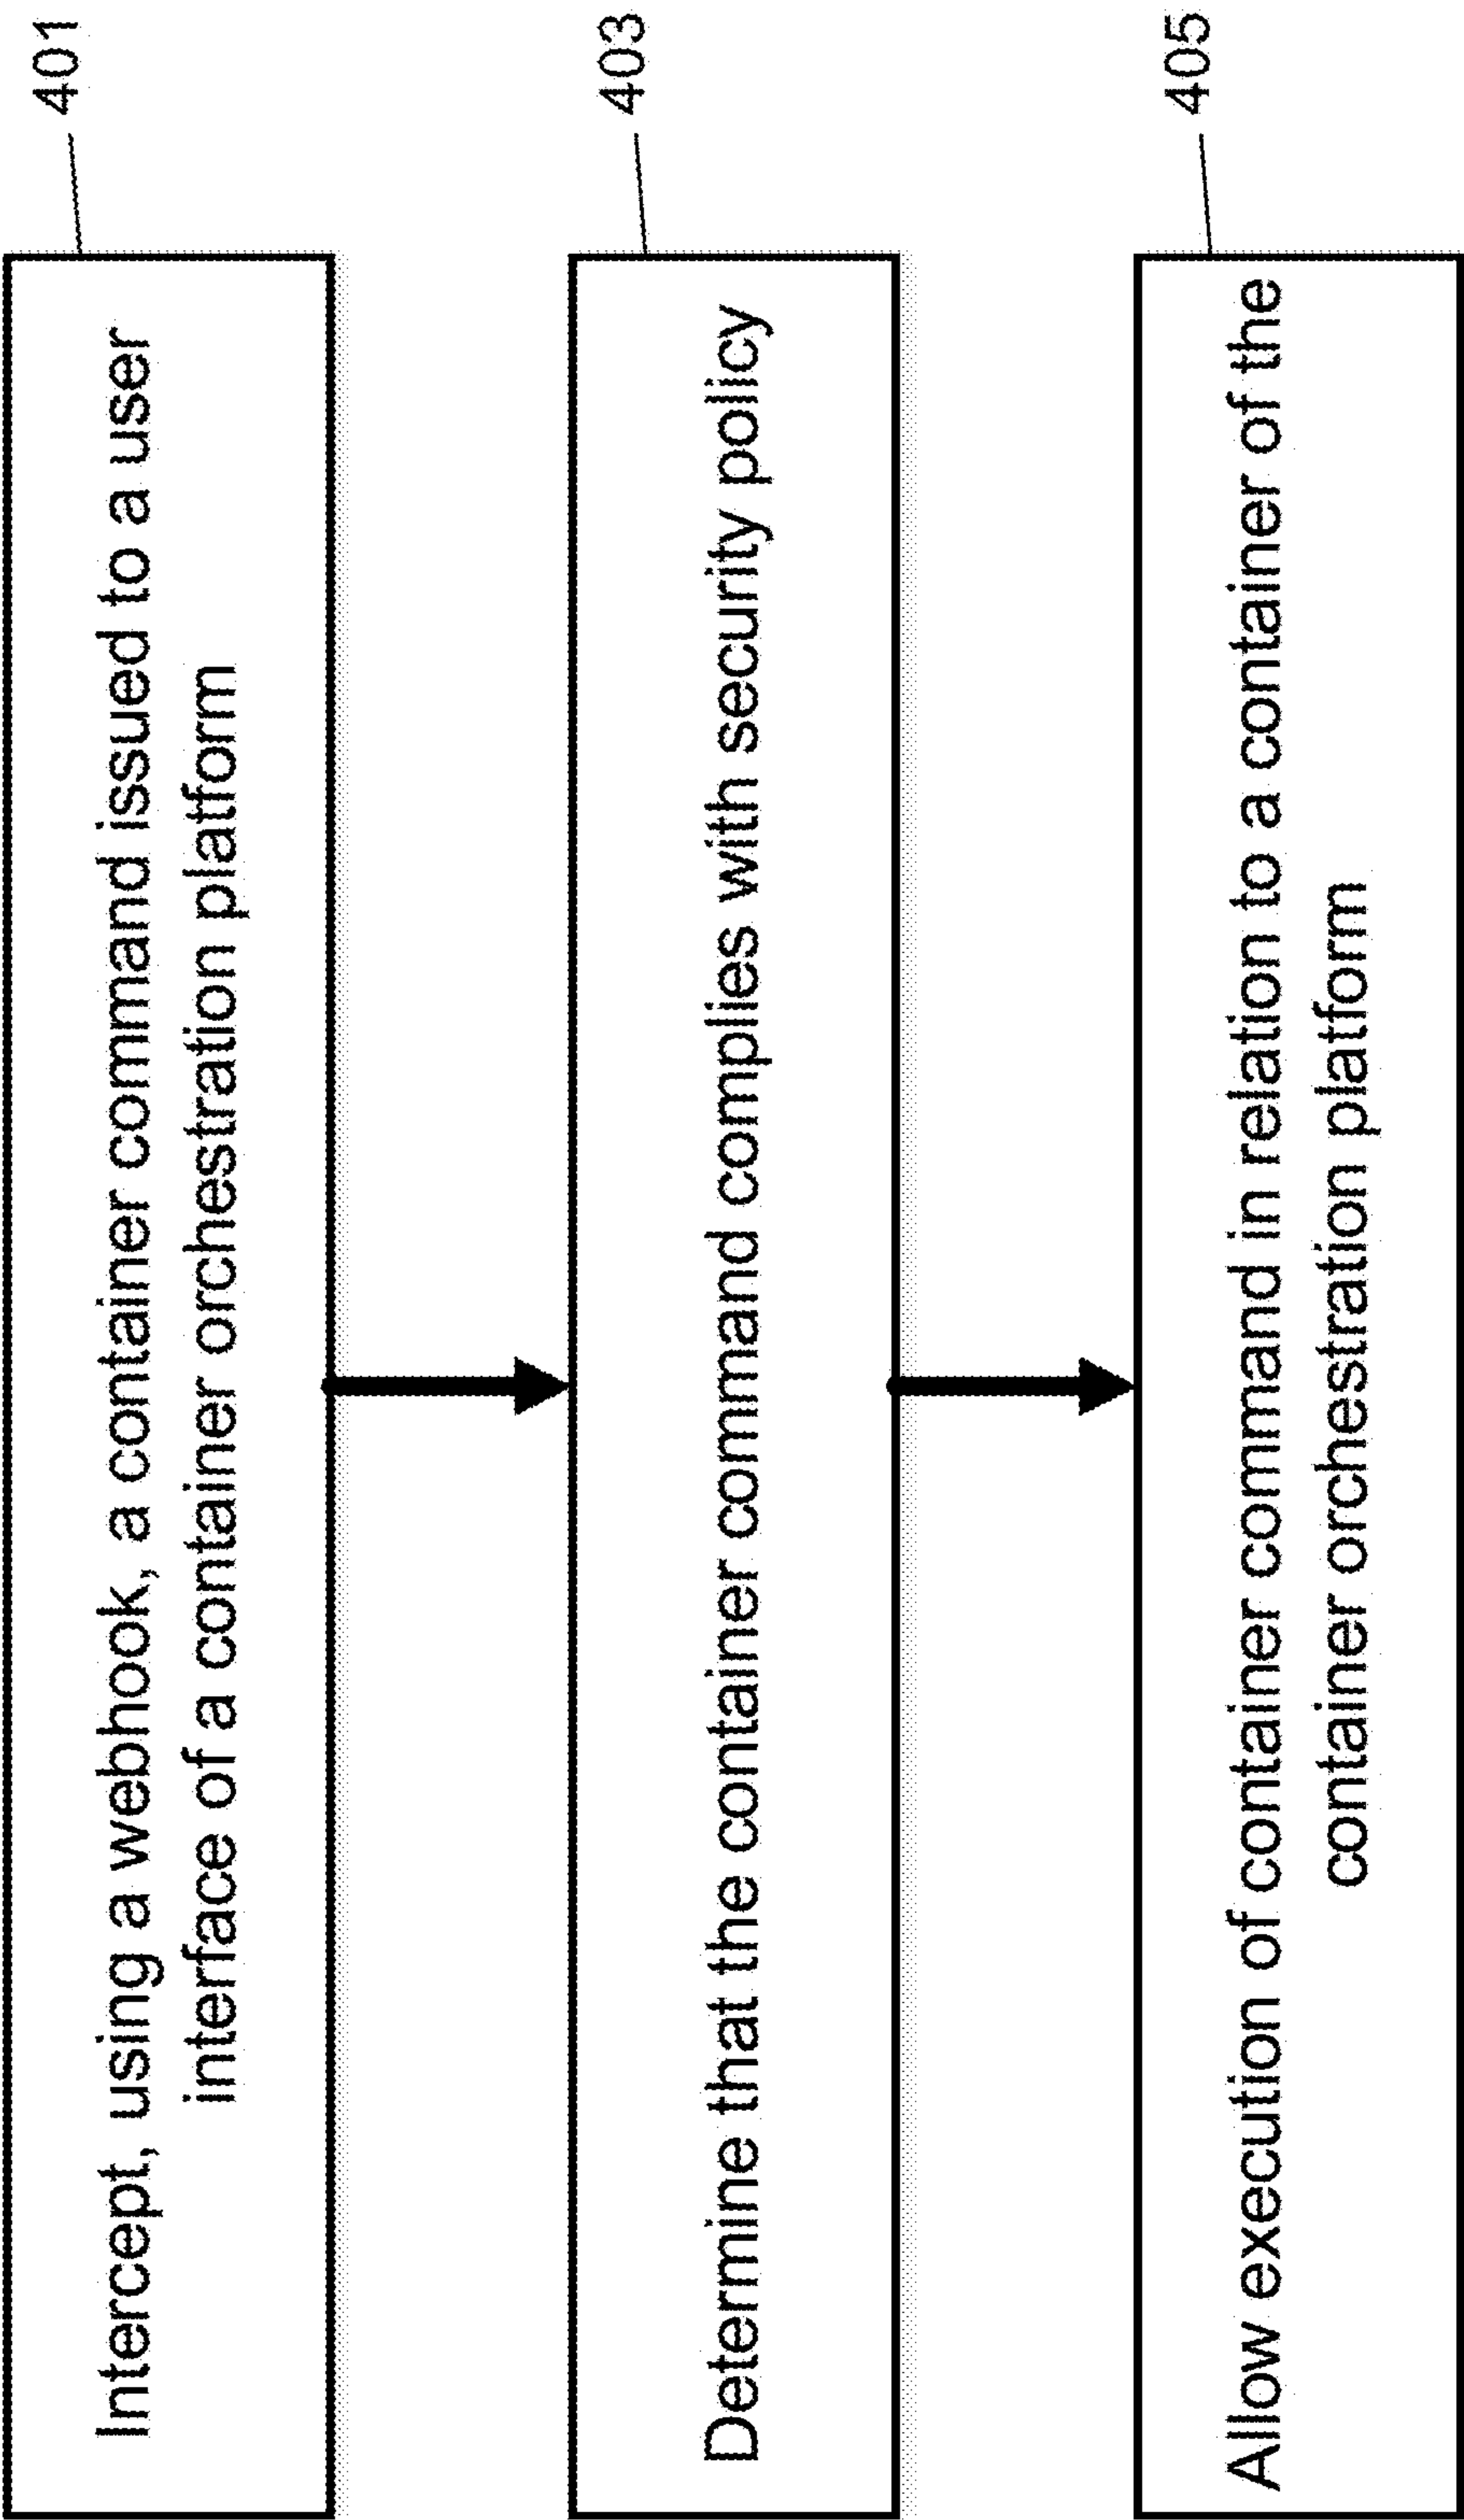 401
Intercept, using a webhook, a container command issued to a user
interface of a container orchestration platform
403
Determine that the container command complies with security policy
405
Allow execution of container command in relation to a container of the
container orchestration platform